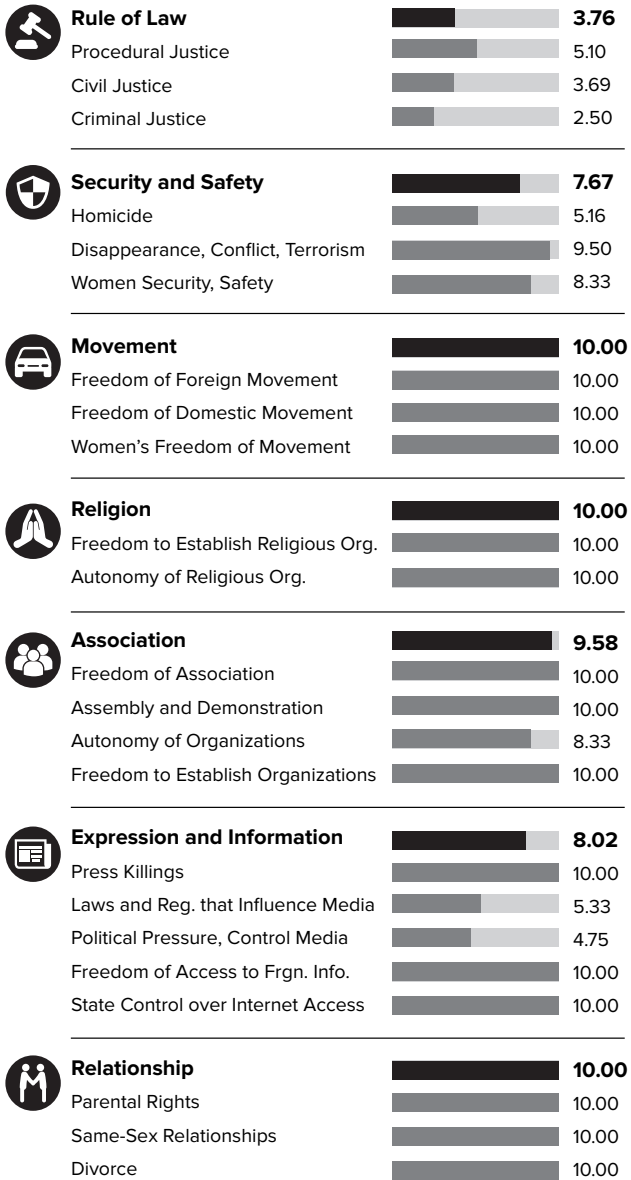 Rule of Law 3.76
Procedural Justice 5.10
Civil Justice 3.69
Criminal Justice 2.50
Security and Safety 7.67
Homicide 5.16
Disappearance, Conflict, Terrorism 9.50
Women Security, Safety 8.33
Movement 10.00
Freedom of Foreign Movement 10.00
Freedom of Domestic Movement 10.00
Women’s Freedom of Movement 10.00
Religion 10.00
Freedom to Establish Religious Org. 10.00
Autonomy of Religious Org. 10.00
Association 9.58
Freedom of Association 10.00
Assembly and Demonstration 10.00
Autonomy of Organizations 8.33
Freedom to Establish Organizations 10.00
Expression and Information 8.02
Press Killings 10.00
Laws and Reg. that Influence Media 5.33
Political Pressure, Control Media 4.75
Freedom of Access to Frgn. Info. 10.00
State Control over Internet Access 10.00
Relationship 10.00
Parental Rights 10.00
Same-Sex Relationships 10.00
Divorce 10.00